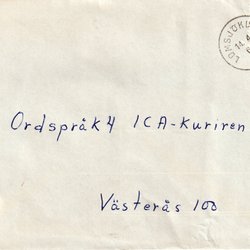 Ordspråk 4 ICA-Kuriren
Västerås 100